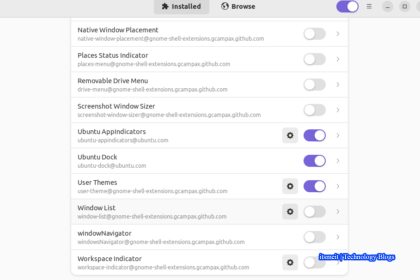 Installed
Browse
Native Window Placement
native-window-placement@gnome-shell-extensions.gcampax.github.com
Places Status Indicator
places-menu@gnome-shell-extensions.gcampax.github.com
Removable Drive Menu
drive-menu@gnome-shell-extensions.gcampax.github.com
Screenshot Window Sizer
screenshot-window-sizer@gnome-shell-extensions.gcampax.github.com
Ubuntu AppIndicators
ubuntu-appindicators@ubuntu.com
Ubuntu Dock
ubuntu-dock@ubuntu.com
User Themes
user-theme@gnome-shell-extensions.gcampax.github.com
Window List
window-list@gnome-shell-extensions.gcampax.github.com
windowNavigator
windowsNavigator@gnome-shell-extensions.gcampax.github.com
Workspace Indicator
workspace-indicator@gnome-shell-extensions.gcampax.github.com
Technology Blogs